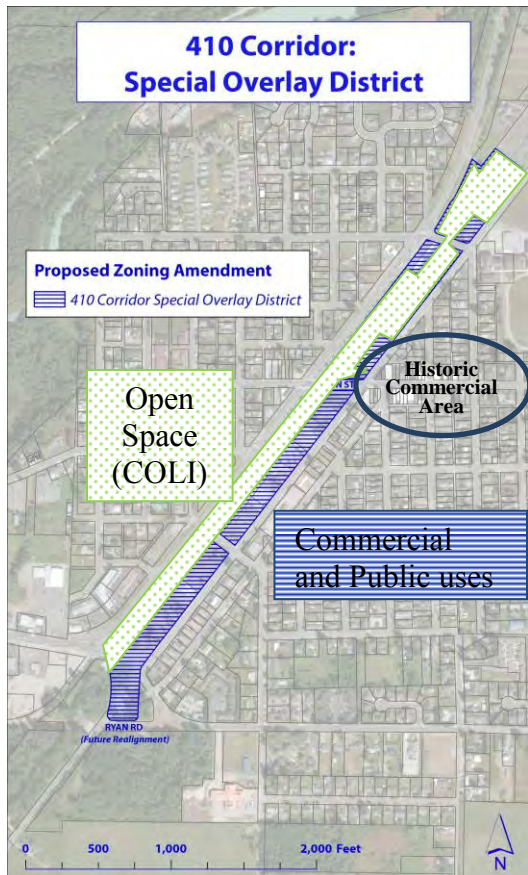 410 Corridor:
Special Overlay District
Proposed Zoning Amendment
410 Corridor Special Overlay District
Historic
Commercial
Area
N ST
Open
Space
(COLI)
Commercial
and Public uses
RYAN RD
(Future Realignment)
0 500 1,000 2,000 Feet
N